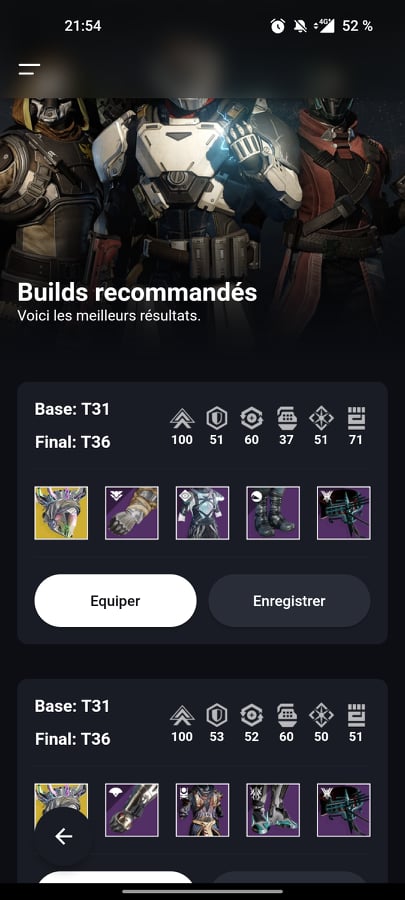 21:54
4G
52 %
Builds recommandés
Voici les meilleurs résultats.
Base: T31
Final: T36
100 51 60 37 51 71
Equiper
Enregistrer
Base: T31
Final: T36
100 53 52 60 50 51